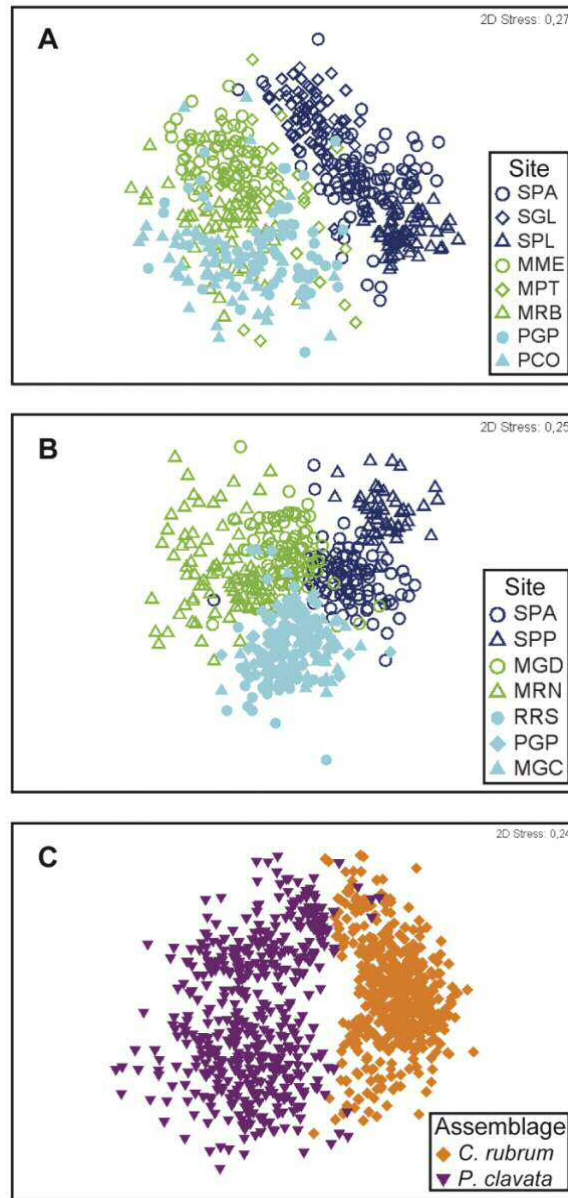 A
2D Stress: 0,27
Site
SPA
SGL
SPL
MME
MPT
MRB
PGP
PCO
B
2D Stress: 0,25
Site
SPA
SPP
MGD
MRN
RRS
PGP
MGC
C
2D Stress: 0,24
Assemblage
C. rubrum
P. clavata